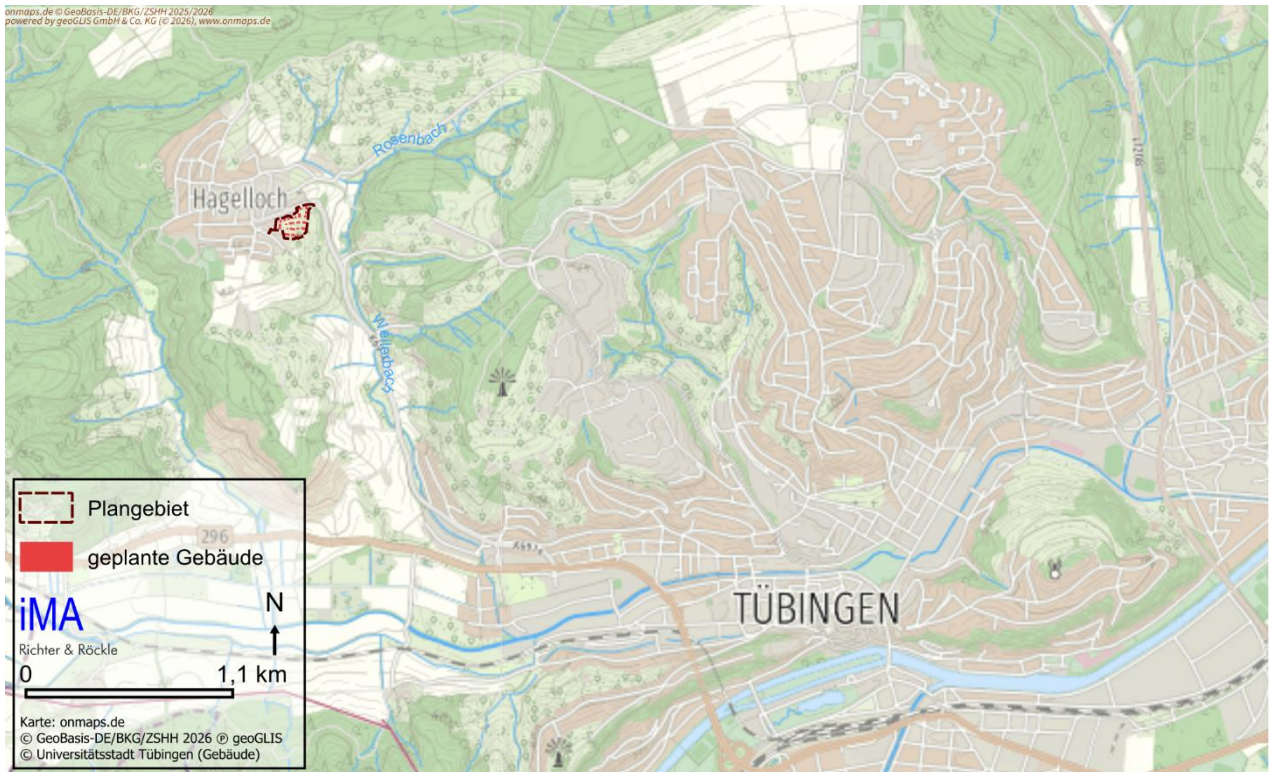 onmaps.de © GeoBasis-DE/BKG/ZSHH 2025/2026
powered by geoGLIS GmbH & Co. KG (© 2026), www.onmaps.de
Rosenbach
Hagelloch
Weilerbach
L1208
296
TÜBINGEN
Plangebiet
geplante Gebäude
iMA
Richter & Röckle
N
0 1,1 km
Karte: onmaps.de
© GeoBasis-DE/BKG/ZSHH 2026 ℗ geoGLIS
© Universitätsstadt Tübingen (Gebäude)